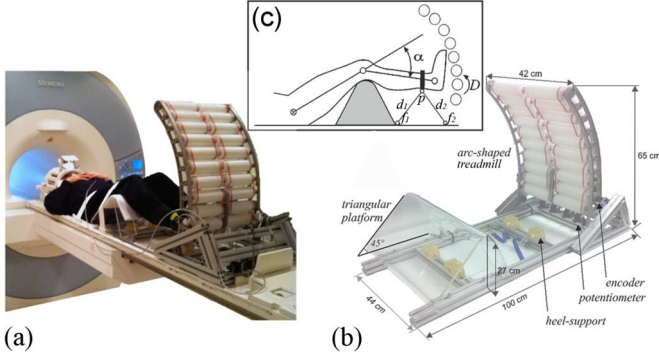 (c)
α
p
d1
d2
f1
f2
D
SIEMENS
42 cm
65 cm
arc-shaped
treadmill
triangular
platform
45°
27 cm
44 cm
100 cm
encoder
potentiometer
heel-support
(a)
(b)